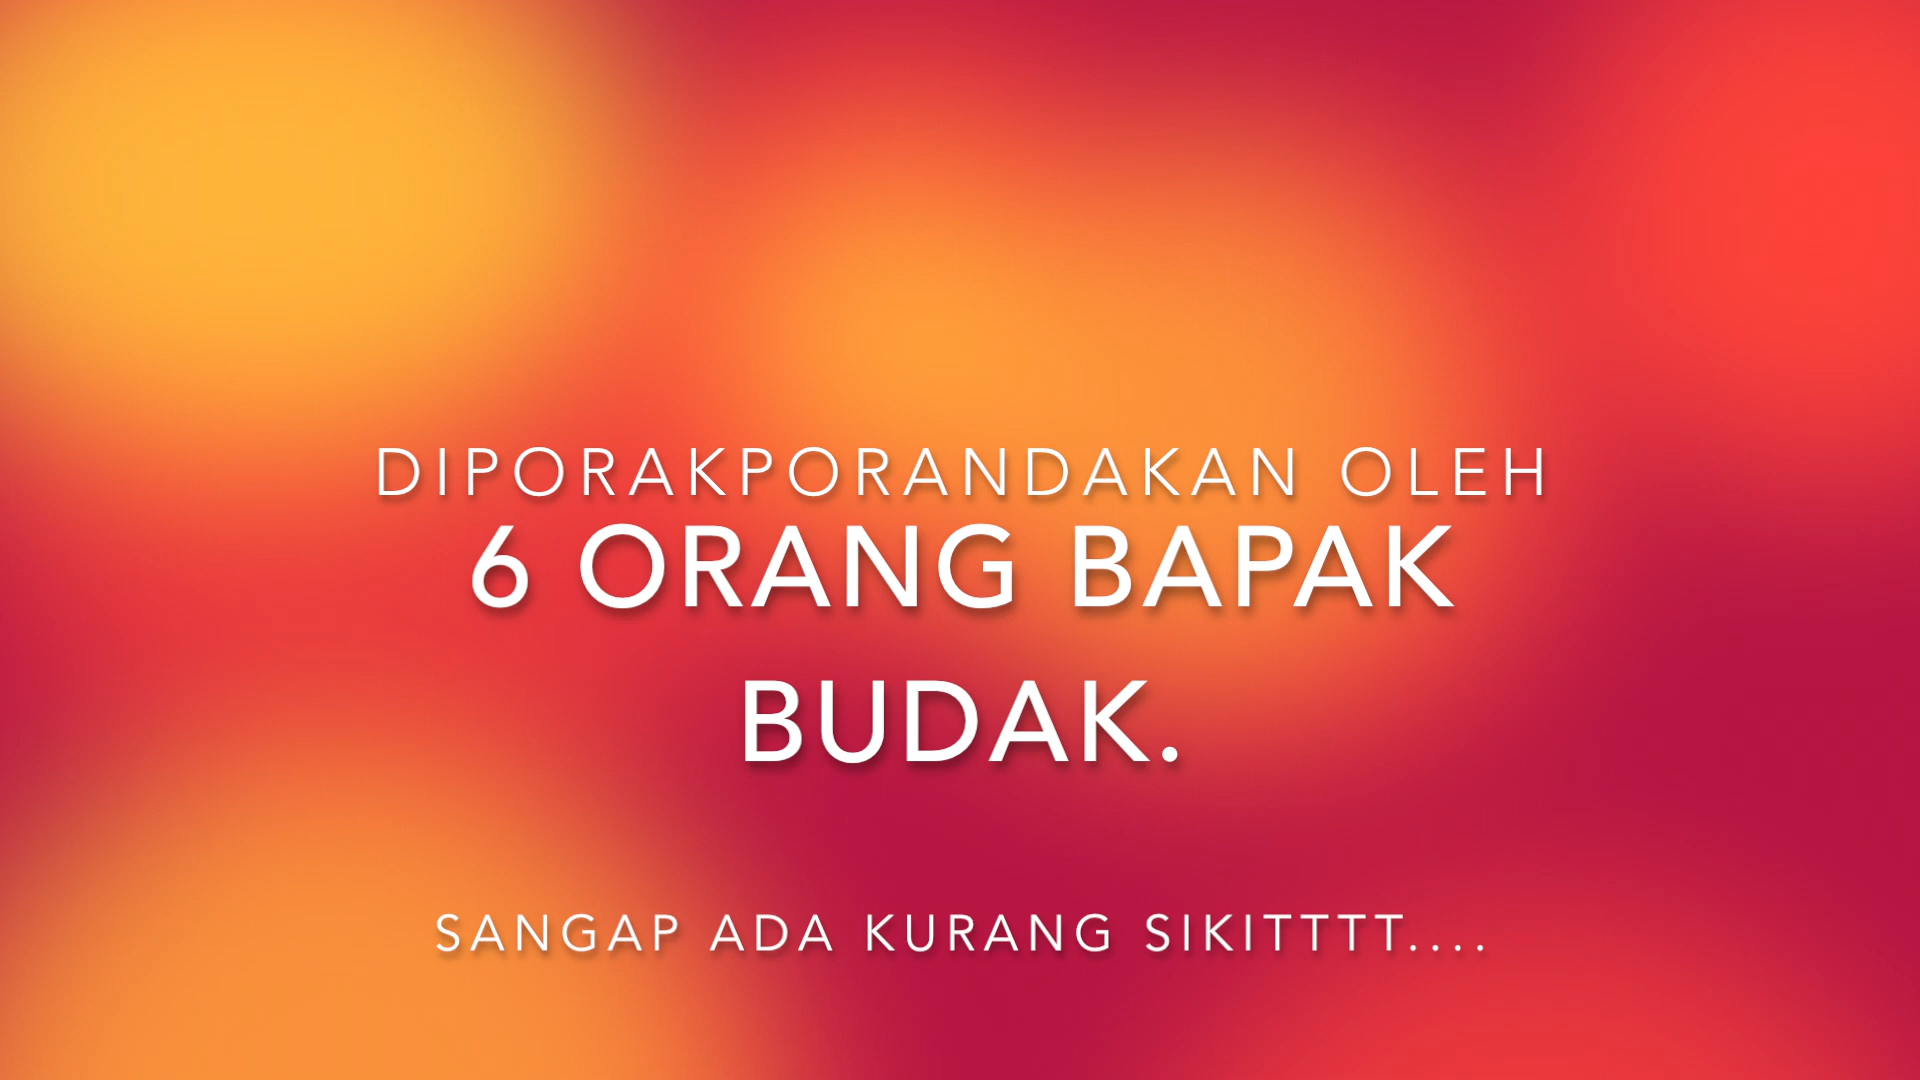 DIPORAKPORANDAKAN OLEH
6 ORANG BAPAK
BUDAK.
SANGAP ADA KURANG SIKITTTT....